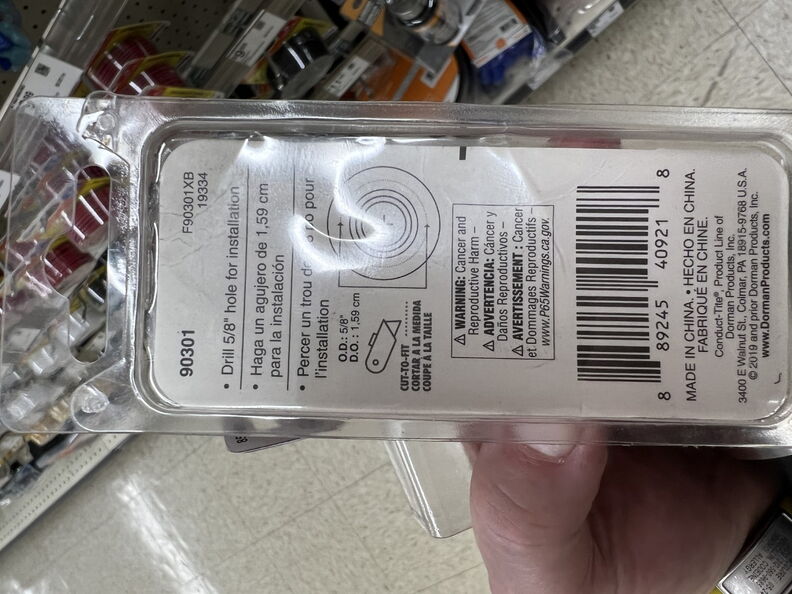 90301
F90301XB
19334
• Drill 5/8" hole for installation
• Haga un agujero de 1,59 cm
para la instalación
• Percer un trou pour
l'installation
O.D.: 5/8"
D.O.: 1,59 cm
CUT-TO-FIT
CORTAR A LA MEDIDA
COUPE À LA TAILLE
⚠ WARNING: Cancer and
Reproductive Harm –
⚠ ADVERTENCIA: Cáncer y
Daños Reproductivos –
⚠ AVERTISSEMENT : Cancer
et Dommages Reproductifs
www.P65Warnings.ca.gov.
8 89245 40921 8
MADE IN CHINA. • HECHO EN CHINA.
FABRIQUÉ EN CHINE.
Conduct-Tite®, Product Line of
Dorman Products, Inc.
3400 E Walnut St., Colmar, PA 18915-9768 U.S.A.
© 2019 and prior Dorman Products, Inc.
www.DormanProducts.com